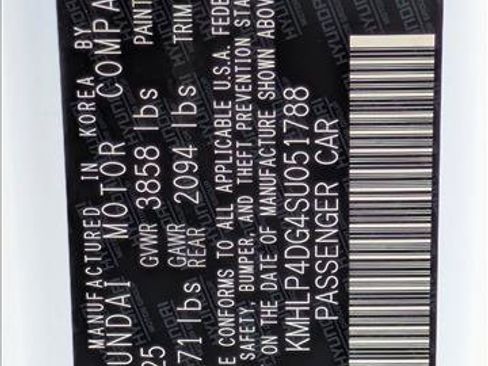 MANUFACTURED IN KOREA BY
UNDAI MOTOR COMPA
25 GVWR 3858 lbs PAINT
71 lbs GAWR REAR 2094 lbs TRIM
E CONFORMS TO ALL APPLICABLE U.S.A. FEDE
SAFETY, BUMPER, AND THEFT PREVENTION STA
ON THE DATE OF MANUFACTURE SHOWN ABOV
KMHLP4DG4SU051788
PASSENGER CAR